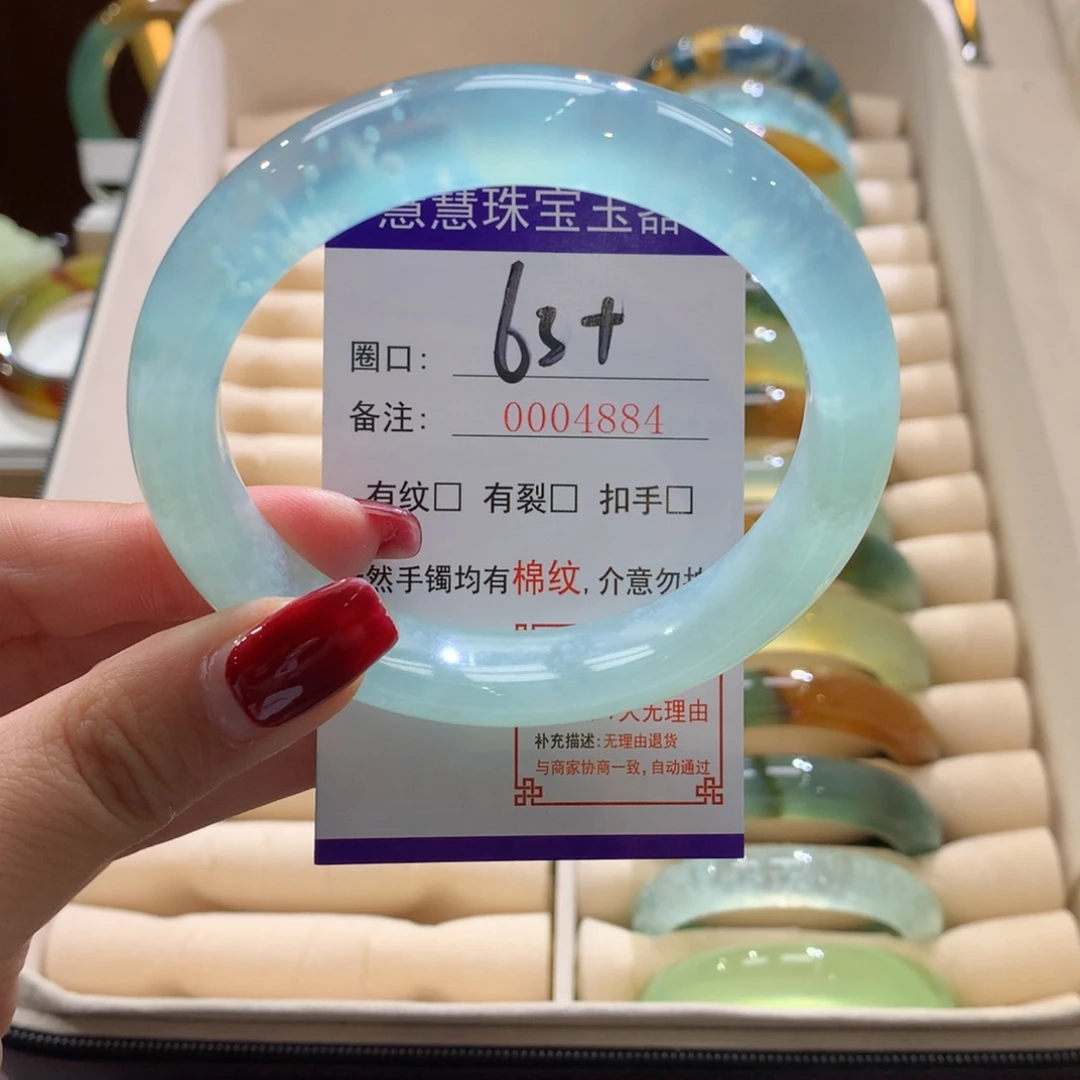 慧慧珠宝玉器
圈口: 63+
备注: 0004884
有纹□ 有裂□ 扣手□
然手镯均有棉纹, 介意勿
天无理由
补充描述:无理由退货
与商家协商一致, 自动通过